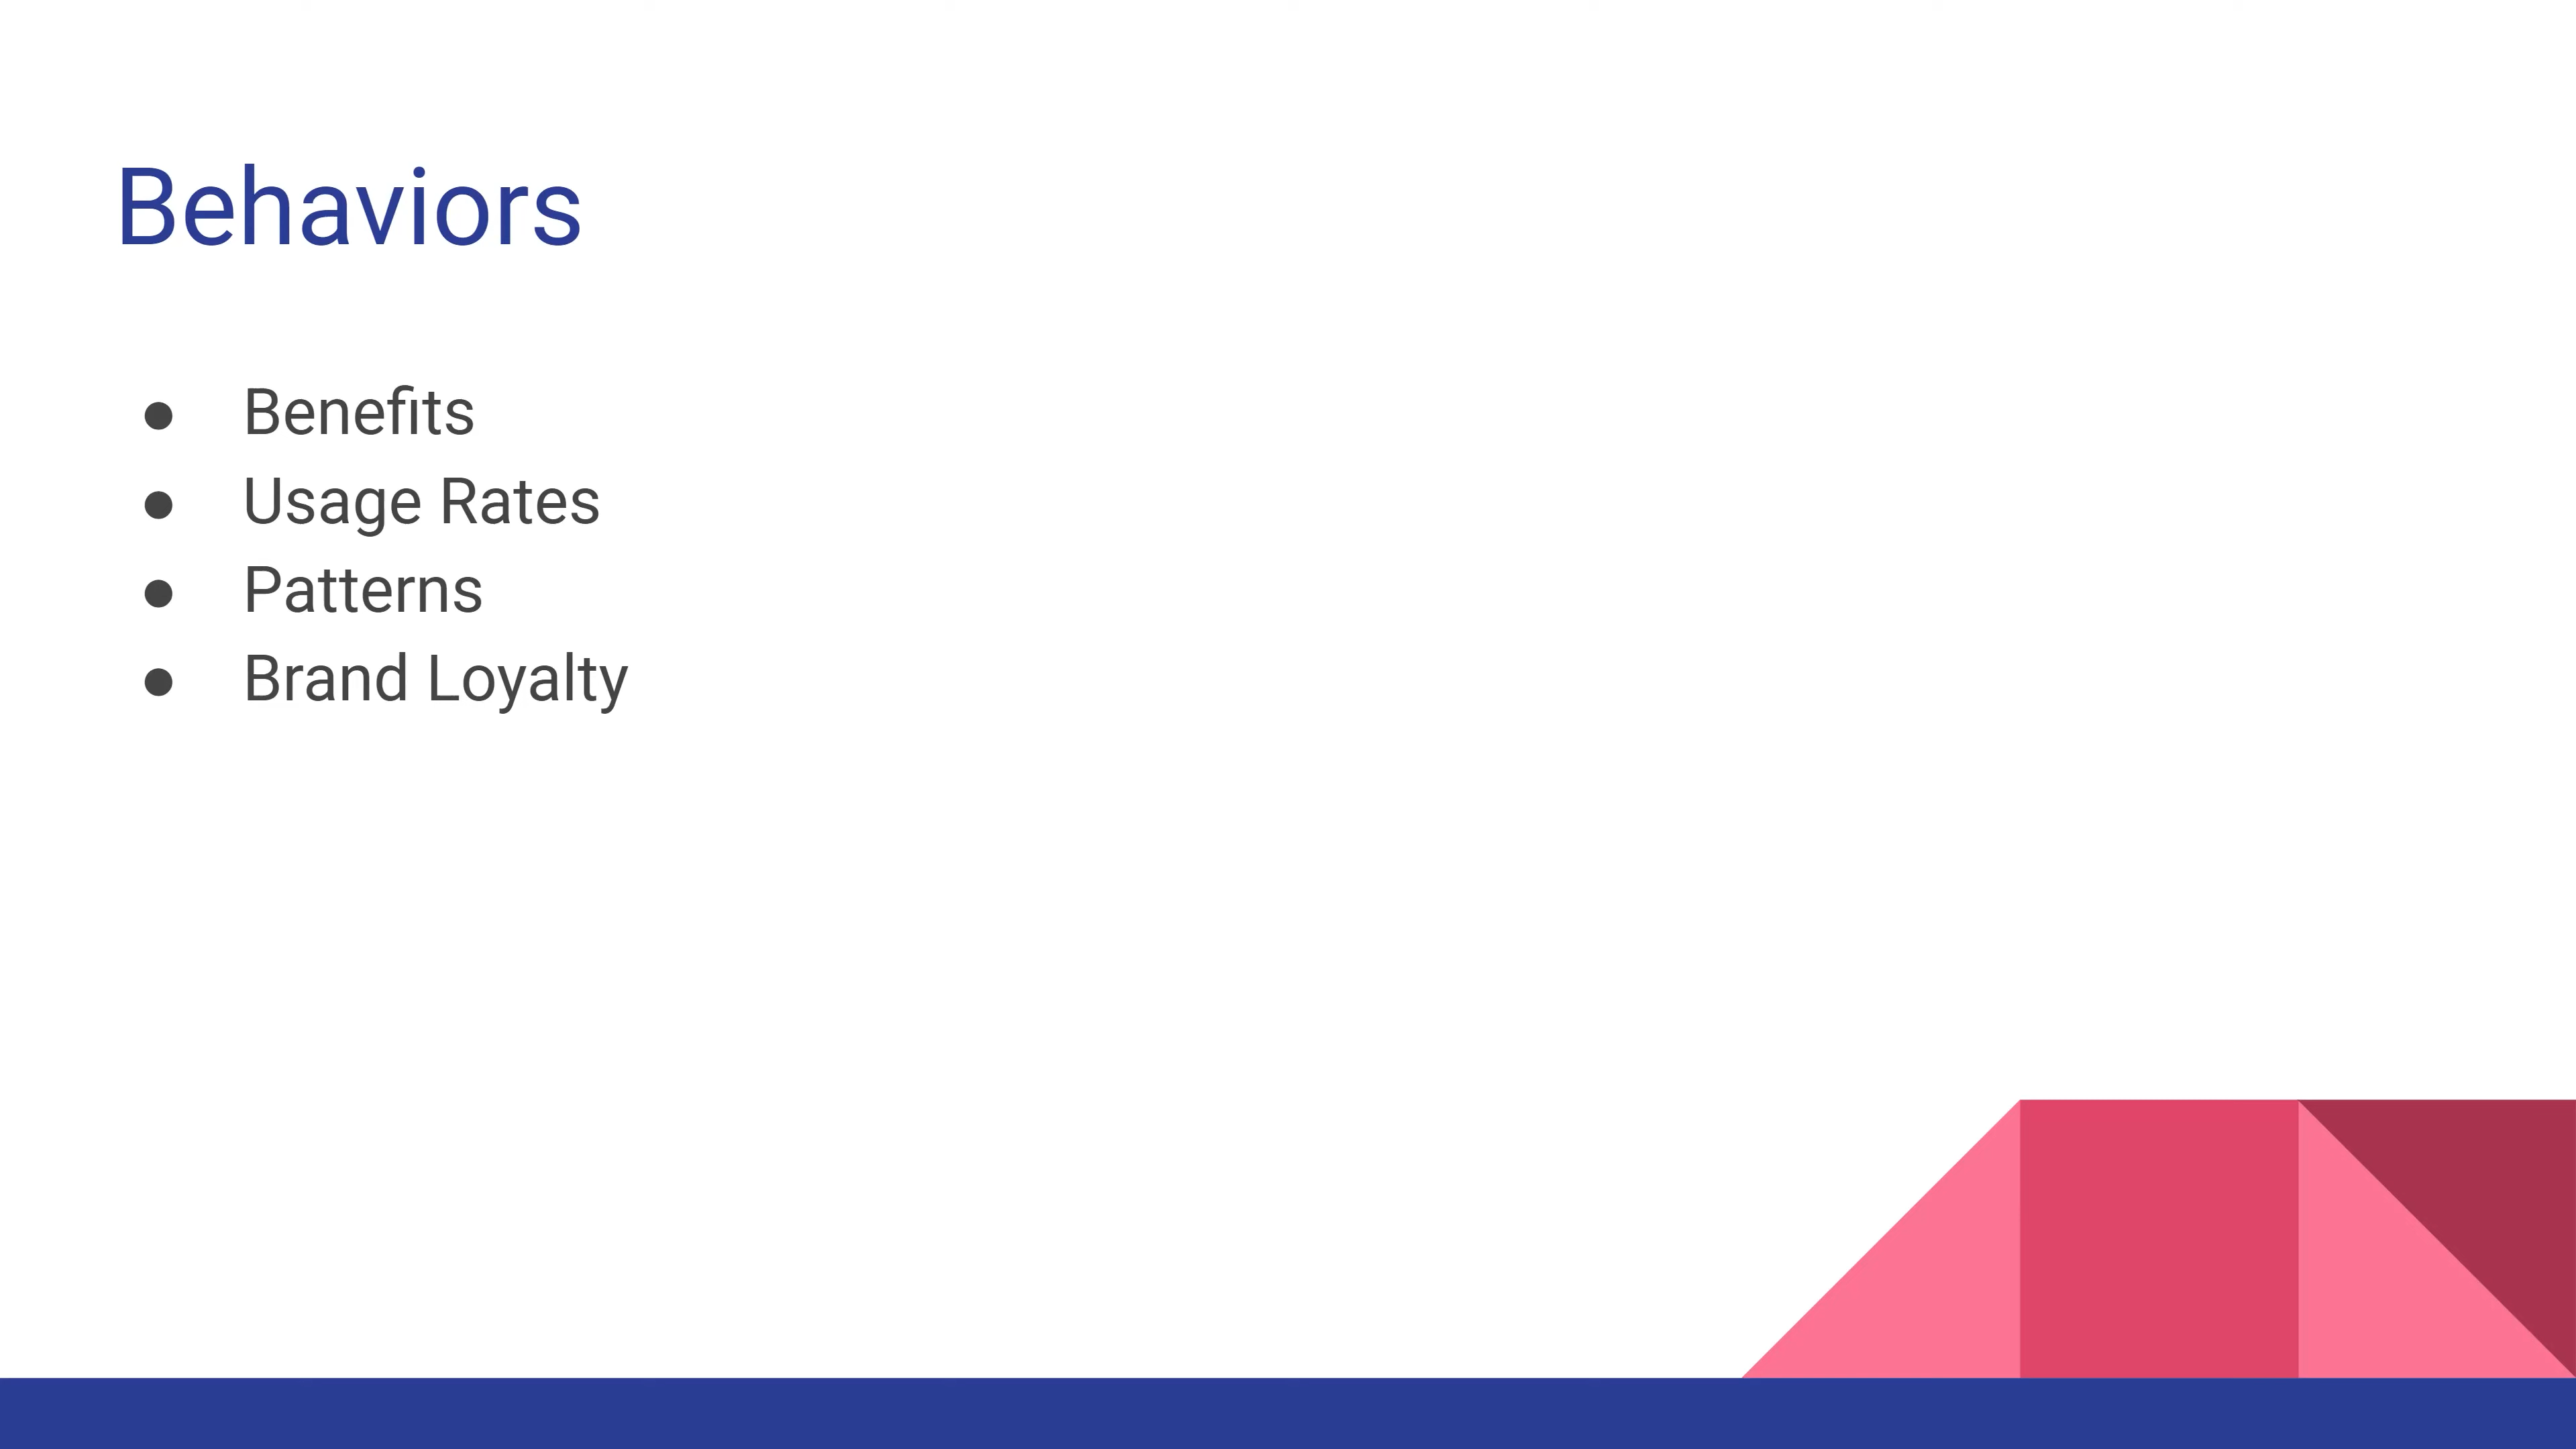 Behaviors
● Benefits
● Usage Rates
● Patterns
● Brand Loyalty